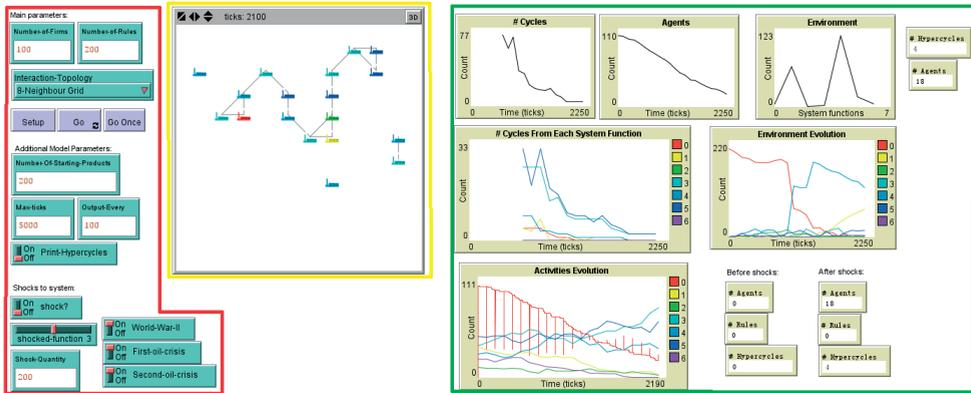 Main parameters:
Number-of-Firms
100
Number-of-Rules
200
Interaction-Topology
8-Neighbour Grid
Setup
Go
Go Once
Additional Model Parameters:
Number-Of-Starting-Products
200
Max-ticks
5000
Output-Every
100
On
Off
Print-Hypercycles
Shocks to system:
On
Off
shock?
shocked-function 3
Shock-Quantity
200
On
Off
World-War-II
On
Off
First-oil-crisis
On
Off
Second-oil-crisis
ticks: 2100
3D
# Cycles
77
Count
0
0
Time (ticks)
2250
Agents
110
Count
0
0
Time (ticks)
2250
Environment
123
Count
0
0
System functions
7
# Hypercycles
4
# Agents
18
# Cycles From Each System Function
33
Count
0
0
Time (ticks)
2250
0
1
2
3
4
5
6
Environment Evolution
220
Count
0
0
Time (ticks)
2250
0
1
2
3
4
5
6
Activities Evolution
111
Count
0
0
Time (ticks)
2190
0
1
2
3
4
5
6
Before shocks:
# Agents
0
# Rules
0
# Hypercycles
0
After shocks:
# Agents
18
# Rules
0
# Hypercycles
4